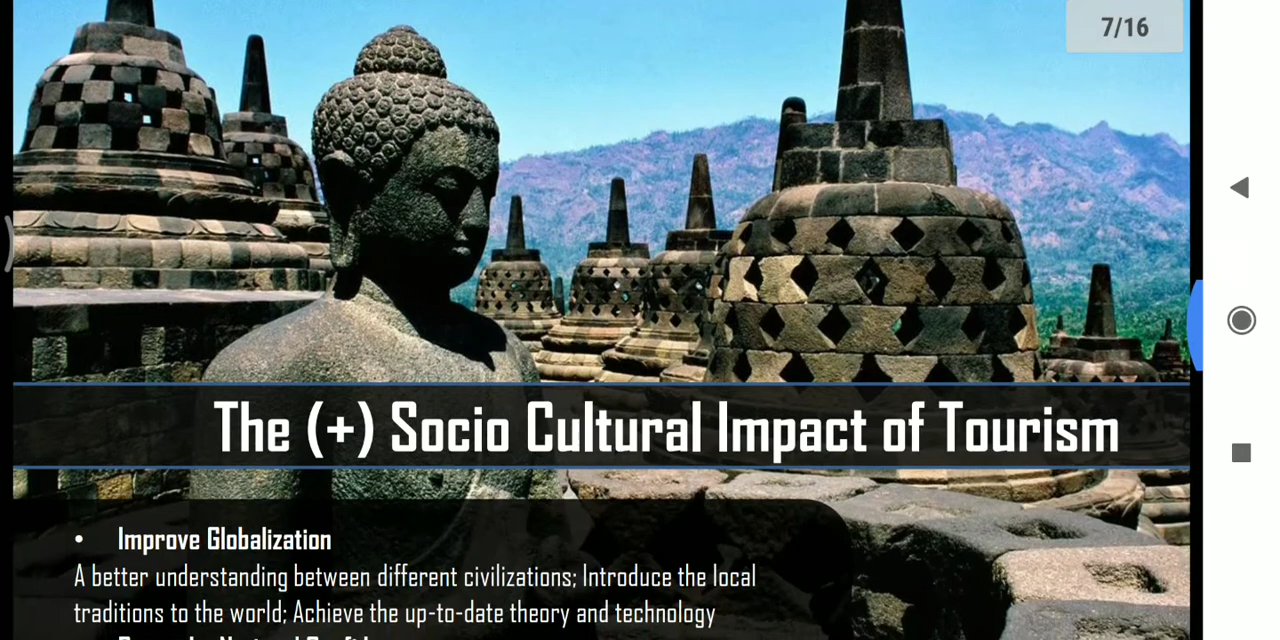 7/16
The (+) Socio Cultural Impact of Tourism
• Improve Globalization
A better understanding between different civilizations; Introduce the local
traditions to the world; Achieve the up-to-date theory and technology